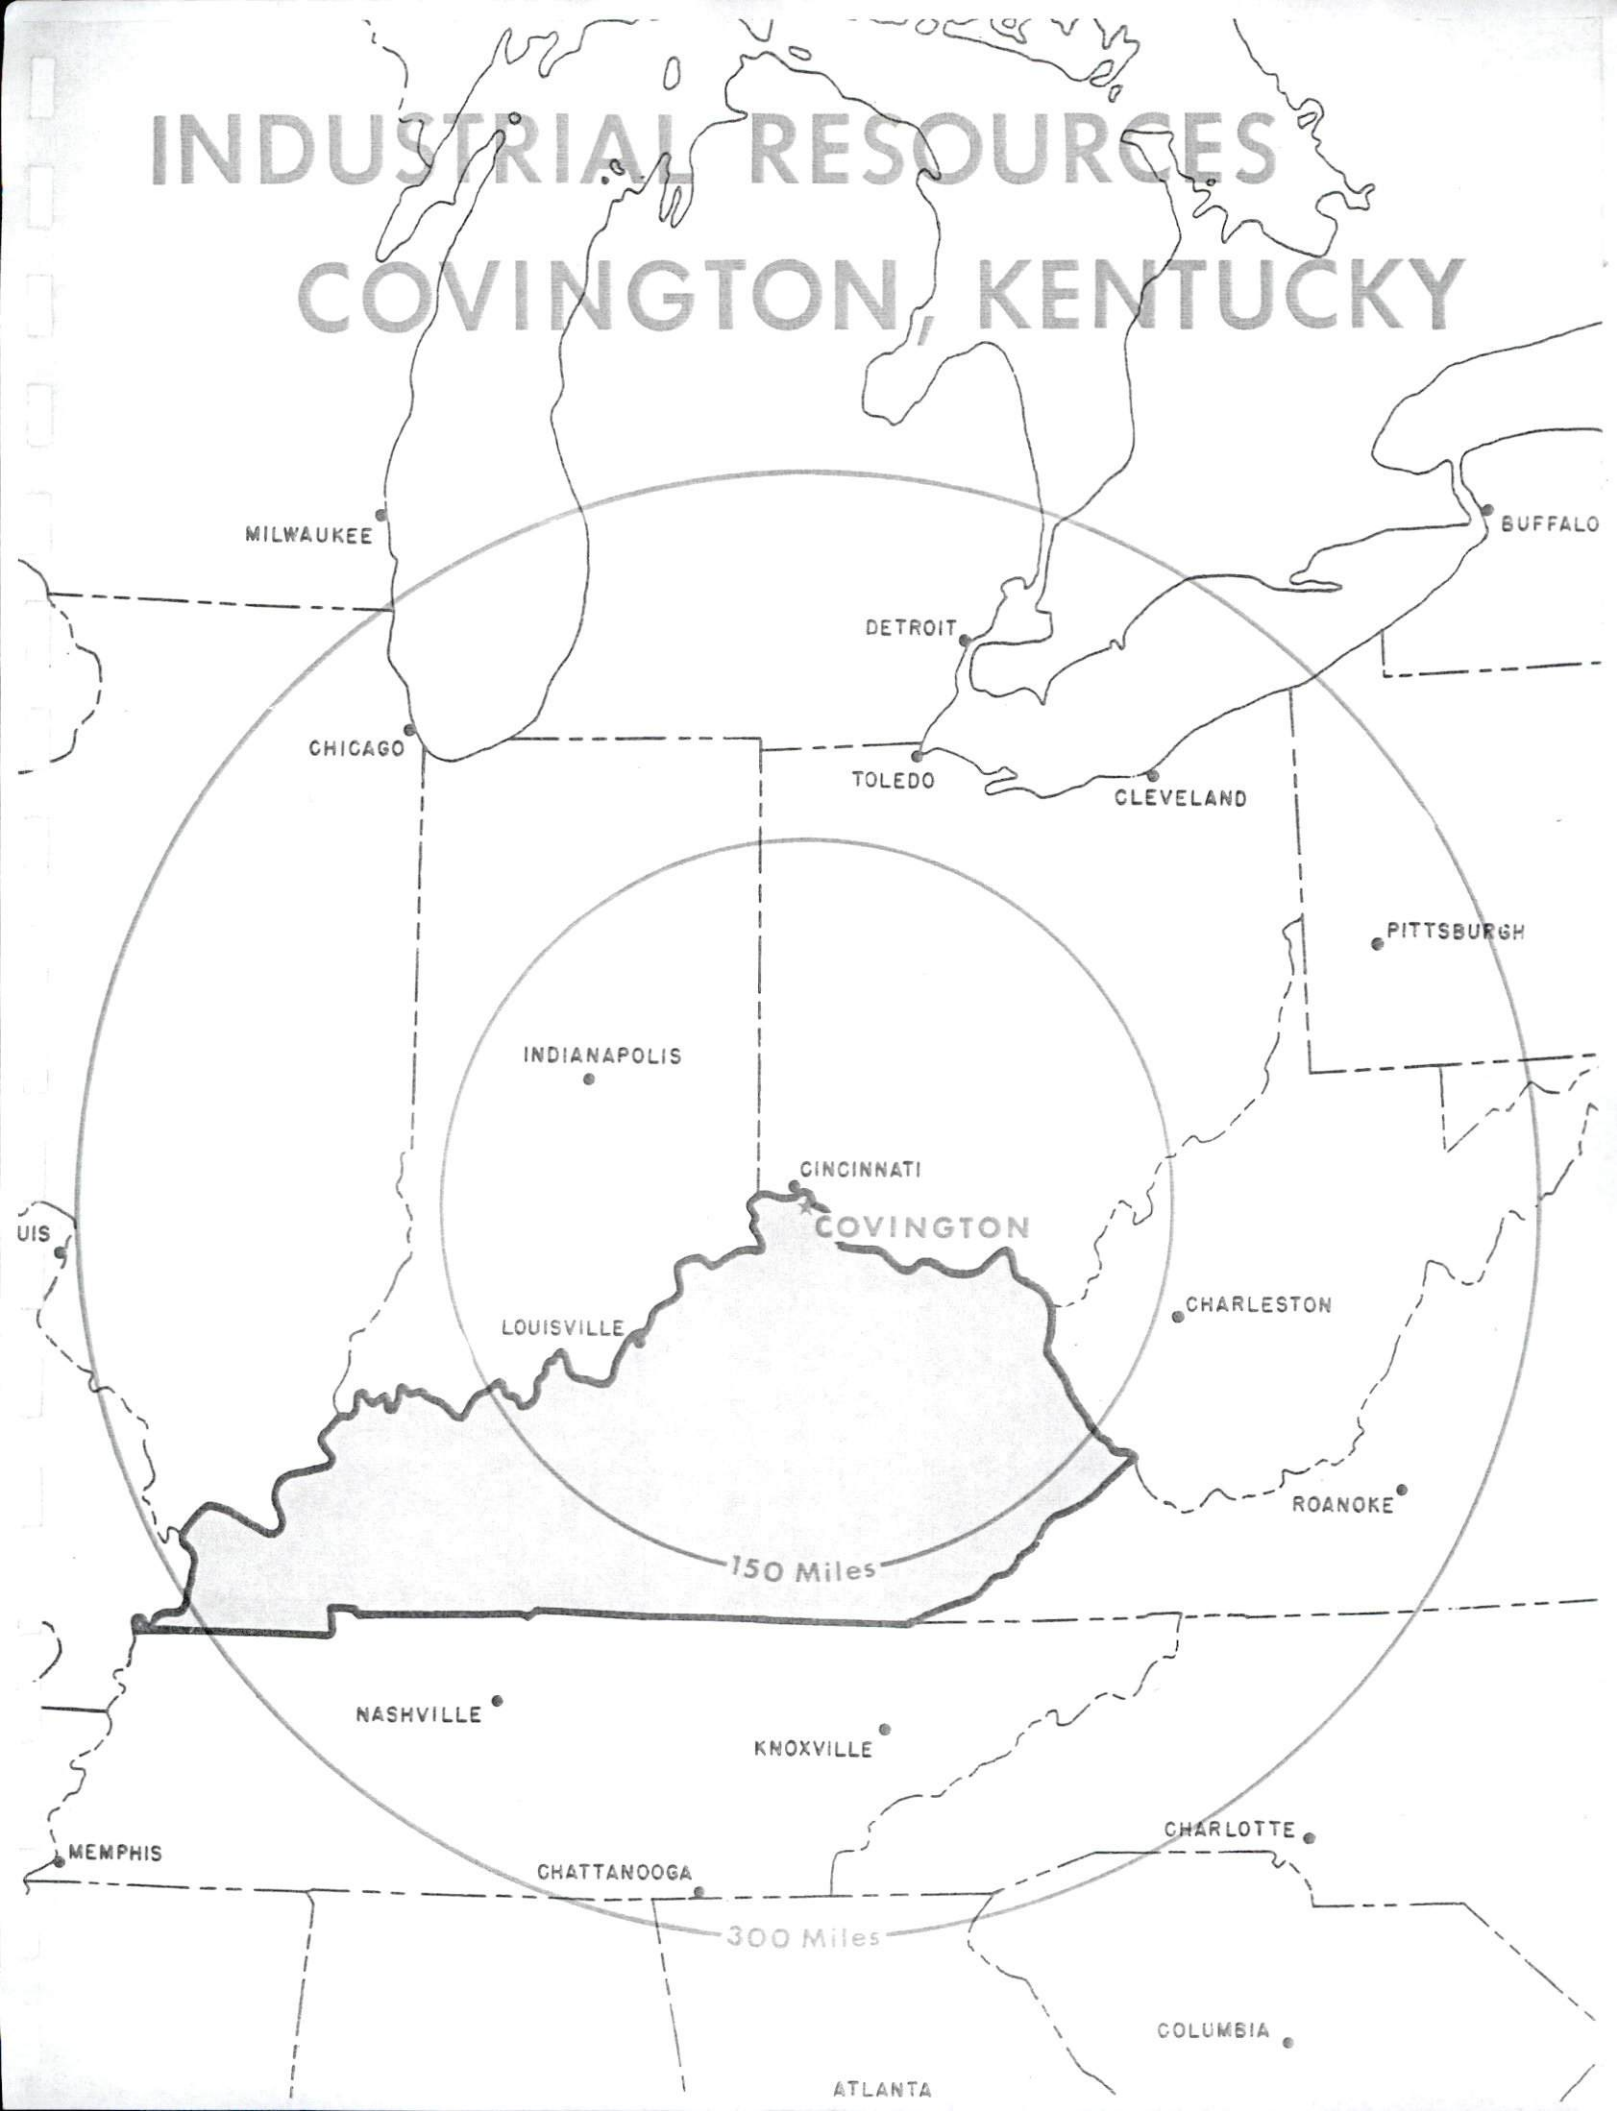 INDUSTRIAL RESOURCES
COVINGTON, KENTUCKY
MILWAUKEE
BUFFALO
DETROIT
CHICAGO
TOLEDO
CLEVELAND
PITTSBURGH
INDIANAPOLIS
CINCINNATI
COVINGTON
UIS
CHARLESTON
LOUISVILLE
ROANOKE
150 Miles
NASHVILLE
KNOXVILLE
CHARLOTTE
MEMPHIS
CHATTANOOGA
300 Miles
COLUMBIA
ATLANTA